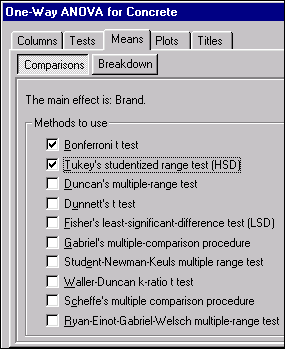 One-Way ANOVA for Concrete
Columns Tests Means Plots Titles
Comparisons Breakdown
The main effect is: Brand.
Methods to use
Bonferroni t test
Tukey's studentized range test (HSD)
Duncan's multiple-range test
Dunnett's t test
Fisher's least-significant-difference test (LSD)
Gabriel's multiple-comparison procedure
Student-Newman-Keuls multiple range test
Waller-Duncan k-ratio t test
Scheffe's multiple comparison procedure
Ryan-Einot-Gabriel-Welsch multiple-range test